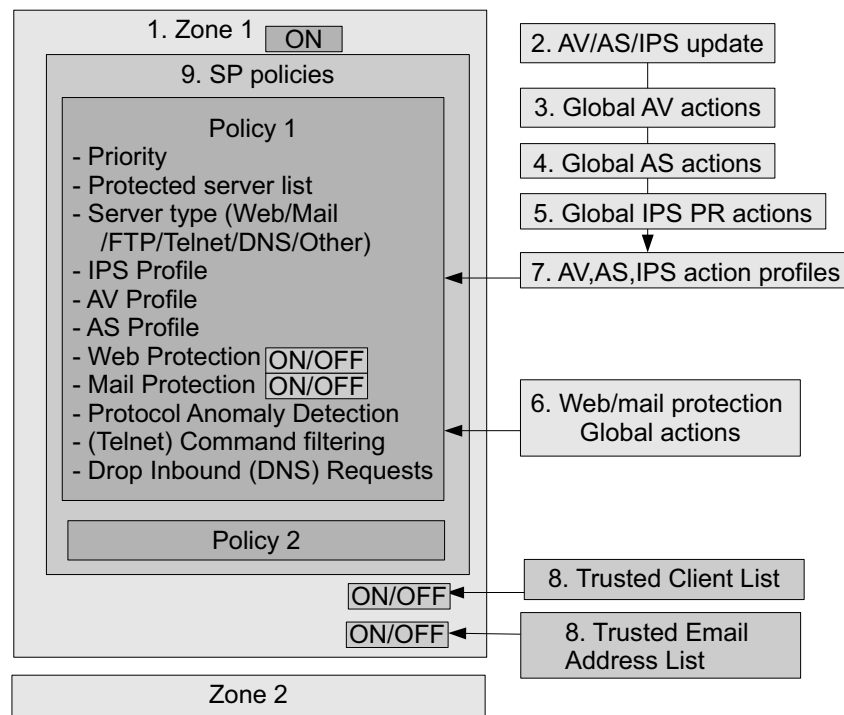 1. Zone 1 ON
9. SP policies
Policy 1
- Priority
- Protected server list
- Server type (Web/Mail
/FTP/Telnet/DNS/Other)
- IPS Profile
- AV Profile
- AS Profile
- Web Protection ON/OFF
- Mail Protection ON/OFF
- Protocol Anomaly Detection
- (Telnet) Command filtering
- Drop Inbound (DNS) Requests
Policy 2
ON/OFF
ON/OFF
Zone 2
2. AV/AS/IPS update
3. Global AV actions
4. Global AS actions
5. Global IPS PR actions
7. AV,AS,IPS action profiles
6. Web/mail protection
Global actions
8. Trusted Client List
8. Trusted Email
Address List